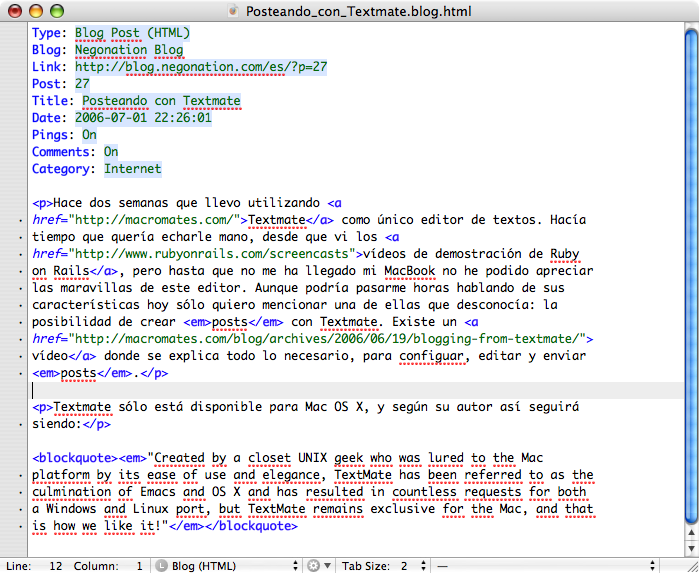 Posteando_con_Textmate.blog.html
Type: Blog Post (HTML)
Blog: Negonation Blog
Link: http://blog.negonation.com/es/?p=27
Post: 27
Title: Posteando con Textmate
Date: 2006-07-01 22:26:01
Pings: On
Comments: On
Category: Internet
<p>Hace dos semanas que llevo utilizando <a
href="http://macromates.com/">Textmate</a> como único editor de textos. Hacía
tiempo que quería echarle mano, desde que vi los <a
href="http://www.rubyonrails.com/screencasts">vídeos de demostración de Ruby
on Rails</a>, pero hasta que no me ha llegado mi MacBook no he podido apreciar
las maravillas de este editor. Aunque podría pasarme horas hablando de sus
características hoy sólo quiero mencionar una de ellas que desconocía: la
posibilidad de crear <em>posts</em> con Textmate. Existe un <a
href="http://macromates.com/blog/archives/2006/06/19/blogging-from-textmate/">
vídeo</a> donde se explica todo lo necesario, para configuar, editar y enviar
<em>posts</em>.</p>
<p>Textmate sólo está disponible para Mac OS X, y según su autor así seguirá
siendo:</p>
<blockquote><em>"Created by a closet UNIX geek who was lured to the Mac
platform by its ease of use and elegance, TextMate has been referred to as the
culmination of Emacs and OS X and has resulted in countless requests for both
a Windows and Linux port, but TextMate remains exclusive for the Mac, and that
is how we like it!"</em></blockquote>
Line: 12 Column: 1 L Blog (HTML) Tab Size: 2 —